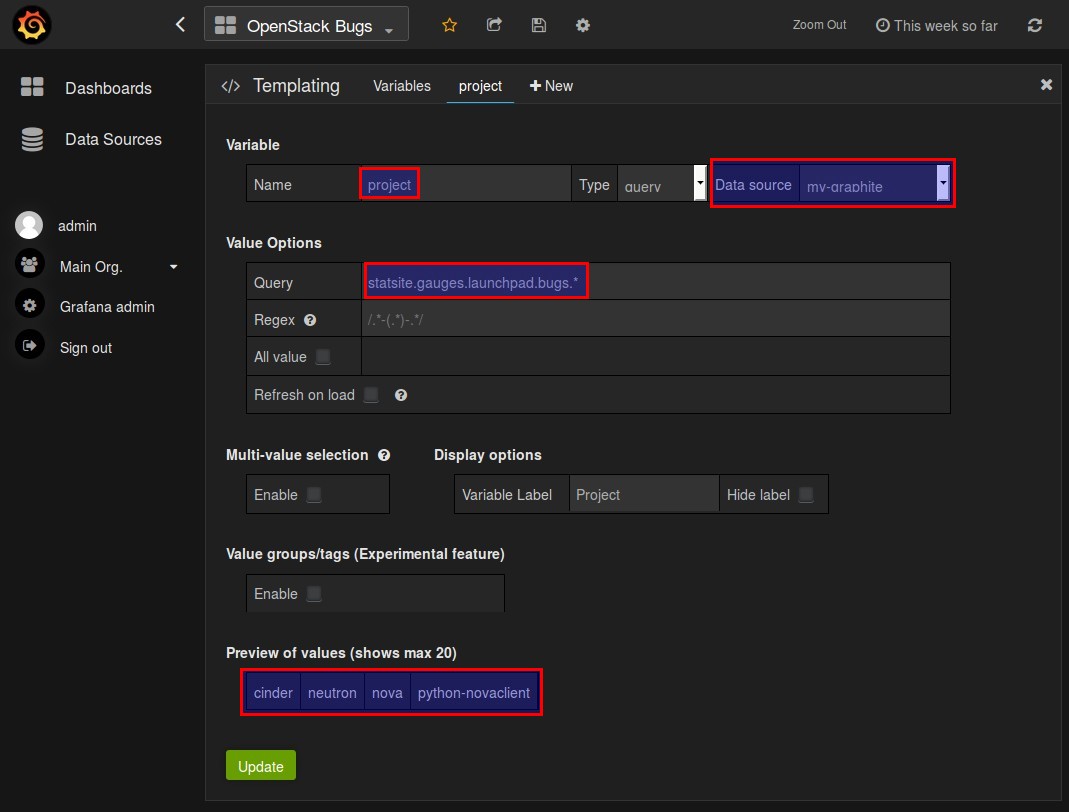 OpenStack Bugs Zoom Out This week so far
Dashboards
Data Sources
admin
Main Org.
Grafana admin
Sign out
</> Templating Variables project + New
Variable
Name project Type query Data source my-graphite
Value Options
Query statsite.gauges.launchpad.bugs.*
Regex /.*-(.*)-.*/
All value
Refresh on load
Multi-value selection Display options
Enable Variable Label Project Hide label
Value groups/tags (Experimental feature)
Enable
Preview of values (shows max 20)
cinder neutron nova python-novaclient
Update